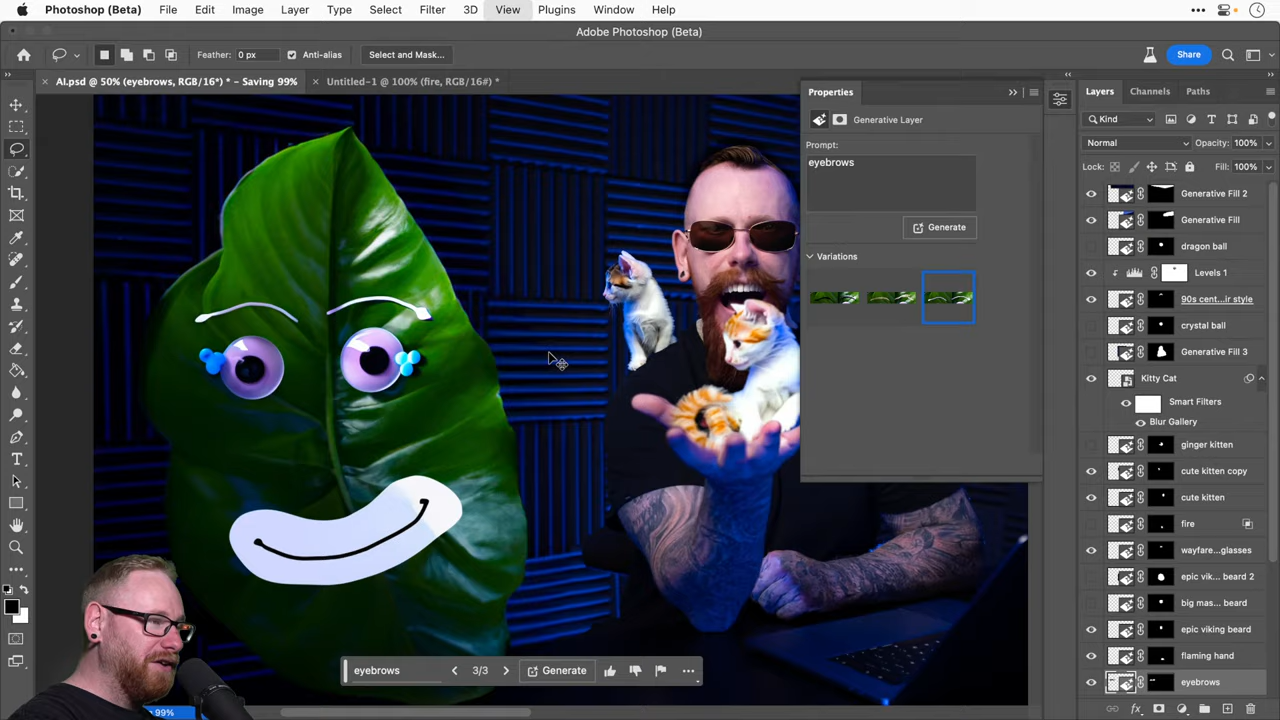 Photoshop (Beta) File Edit Image Layer Type Select Filter 3D View Plugins Window Help
Adobe Photoshop (Beta)
Feather: 0 px Anti-alias Select and Mask... Share
AI.psd @ 50% (eyebrows, RGB/16*) * – Saving 99% Untitled-1 @ 100% (fire, RGB/16#) *
Properties
Generative Layer
Prompt:
eyebrows
Generate
Variations
Layers Channels Paths
Kind
Normal Opacity: 100%
Lock: Fill: 100%
Generative Fill 2
Generative Fill
dragon ball
Levels 1
90s cent...ir style
crystal ball
Generative Fill 3
Kitty Cat
Smart Filters
Blur Gallery
ginger kitten
cute kitten copy
cute kitten
fire
wayfare...glasses
epic vik... beard 2
big mas... beard
epic viking beard
flaming hand
eyebrows
eyebrows 3/3 Generate
99%